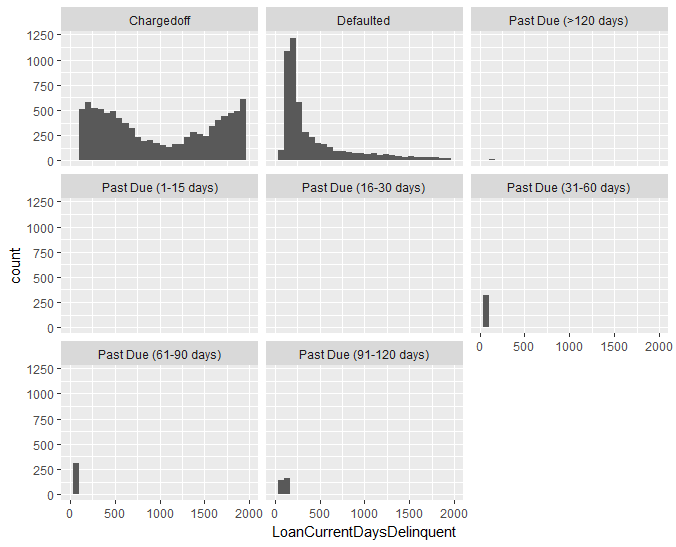 Chargedoff Defaulted Past Due (>120 days)
1250
1000
750
500
250
0
Past Due (1-15 days) Past Due (16-30 days) Past Due (31-60 days)
1250
1000
750
500
250
0
count
0 500 1000 1500 2000
Past Due (61-90 days) Past Due (91-120 days)
1250
1000
750
500
250
0
0 500 1000 1500 2000 0 500 1000 1500 2000
LoanCurrentDaysDelinquent